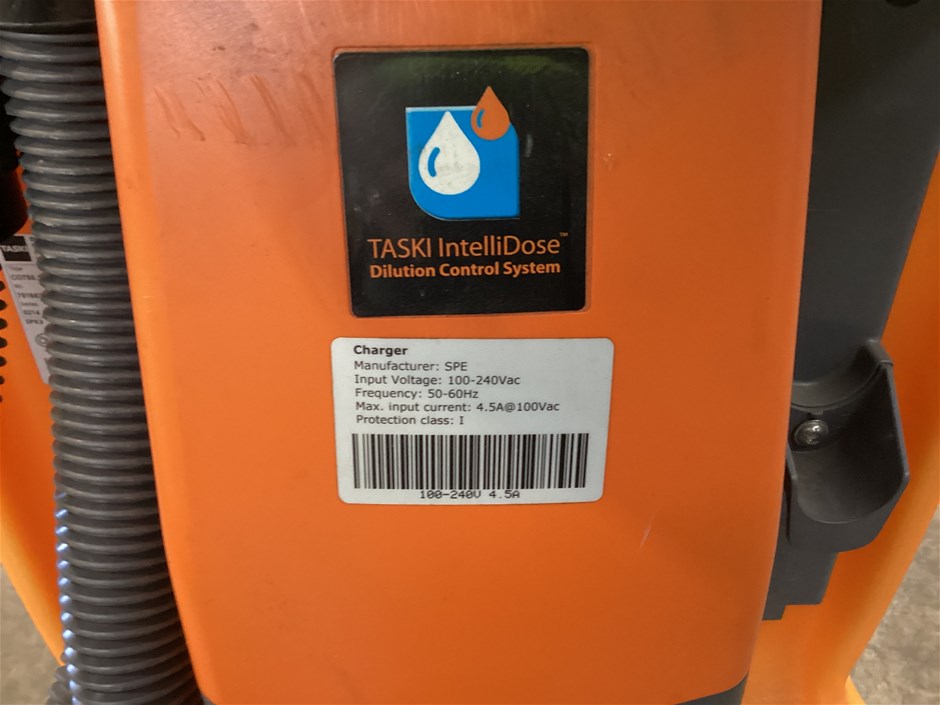 TASKI IntelliDose™
Dilution Control System
Charger
Manufacturer: SPE
Input Voltage: 100-240Vac
Frequency: 50-60Hz
Max. input current: 4.5A@100Vac
Protection class: I
100-240V 4.5A
TASKI